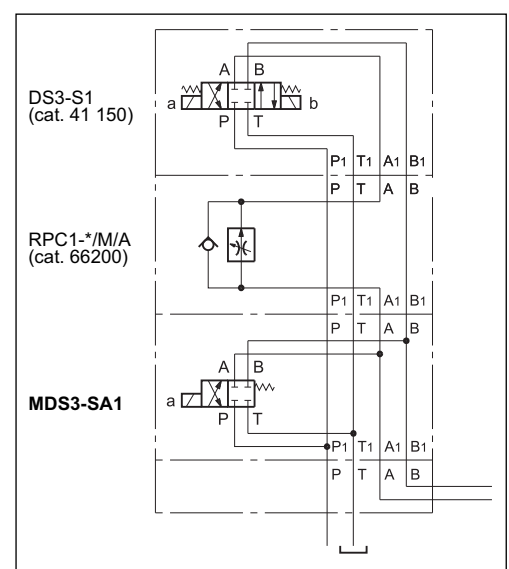 A B
DS3-S1
(cat. 41 150)
a b
P T
P1 T1 A1 B1
P T A B
RPC1-*/M/A
(cat. 66200)
P1 T1 A1 B1
P T A B
A B
MDS3-SA1
a
P T
P1 T1 A1 B1
P T A B